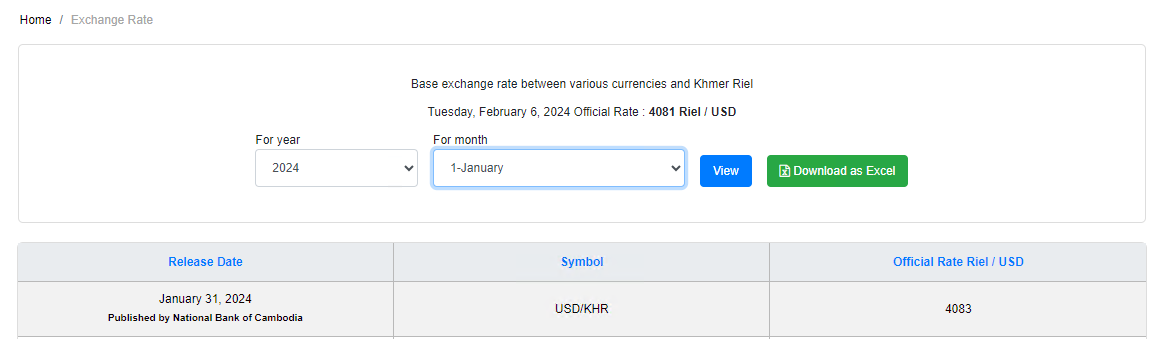 Home / Exchange Rate
Base exchange rate between various currencies and Khmer Riel
Tuesday, February 6, 2024 Official Rate : 4081 Riel / USD
For year
For month
2024
1-January
View
Download as Excel
Release Date
Symbol
Official Rate Riel / USD
January 31, 2024
Published by National Bank of Cambodia
USD/KHR
4083